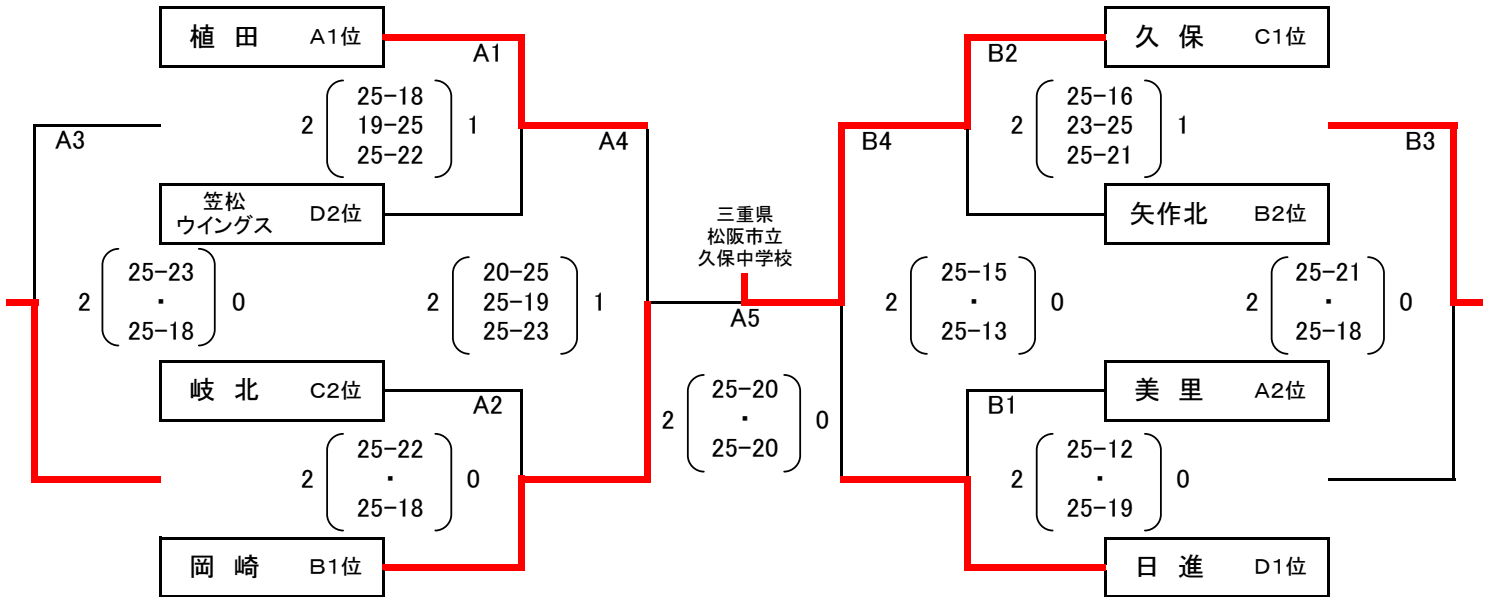 植 田 A1位
A1
2 25-18 1
19-25
25-22
A3
A4
笠松
ウイングス D2位
2 25-23 0
・
25-18
2 20-25 1
25-19
25-23
岐 北 C2位
A2
2 25-22 0
・
25-18
岡 崎 B1位
三重県
松阪市立
久保中学校
A5
2 25-20 0
・
25-20
久 保 C1位
B2
2 25-16 1
23-25
25-21
B4
B3
矢作北 B2位
2 25-15 0
・
25-13
2 25-21 0
・
25-18
美 里 A2位
B1
2 25-12 0
・
25-19
日 進 D1位